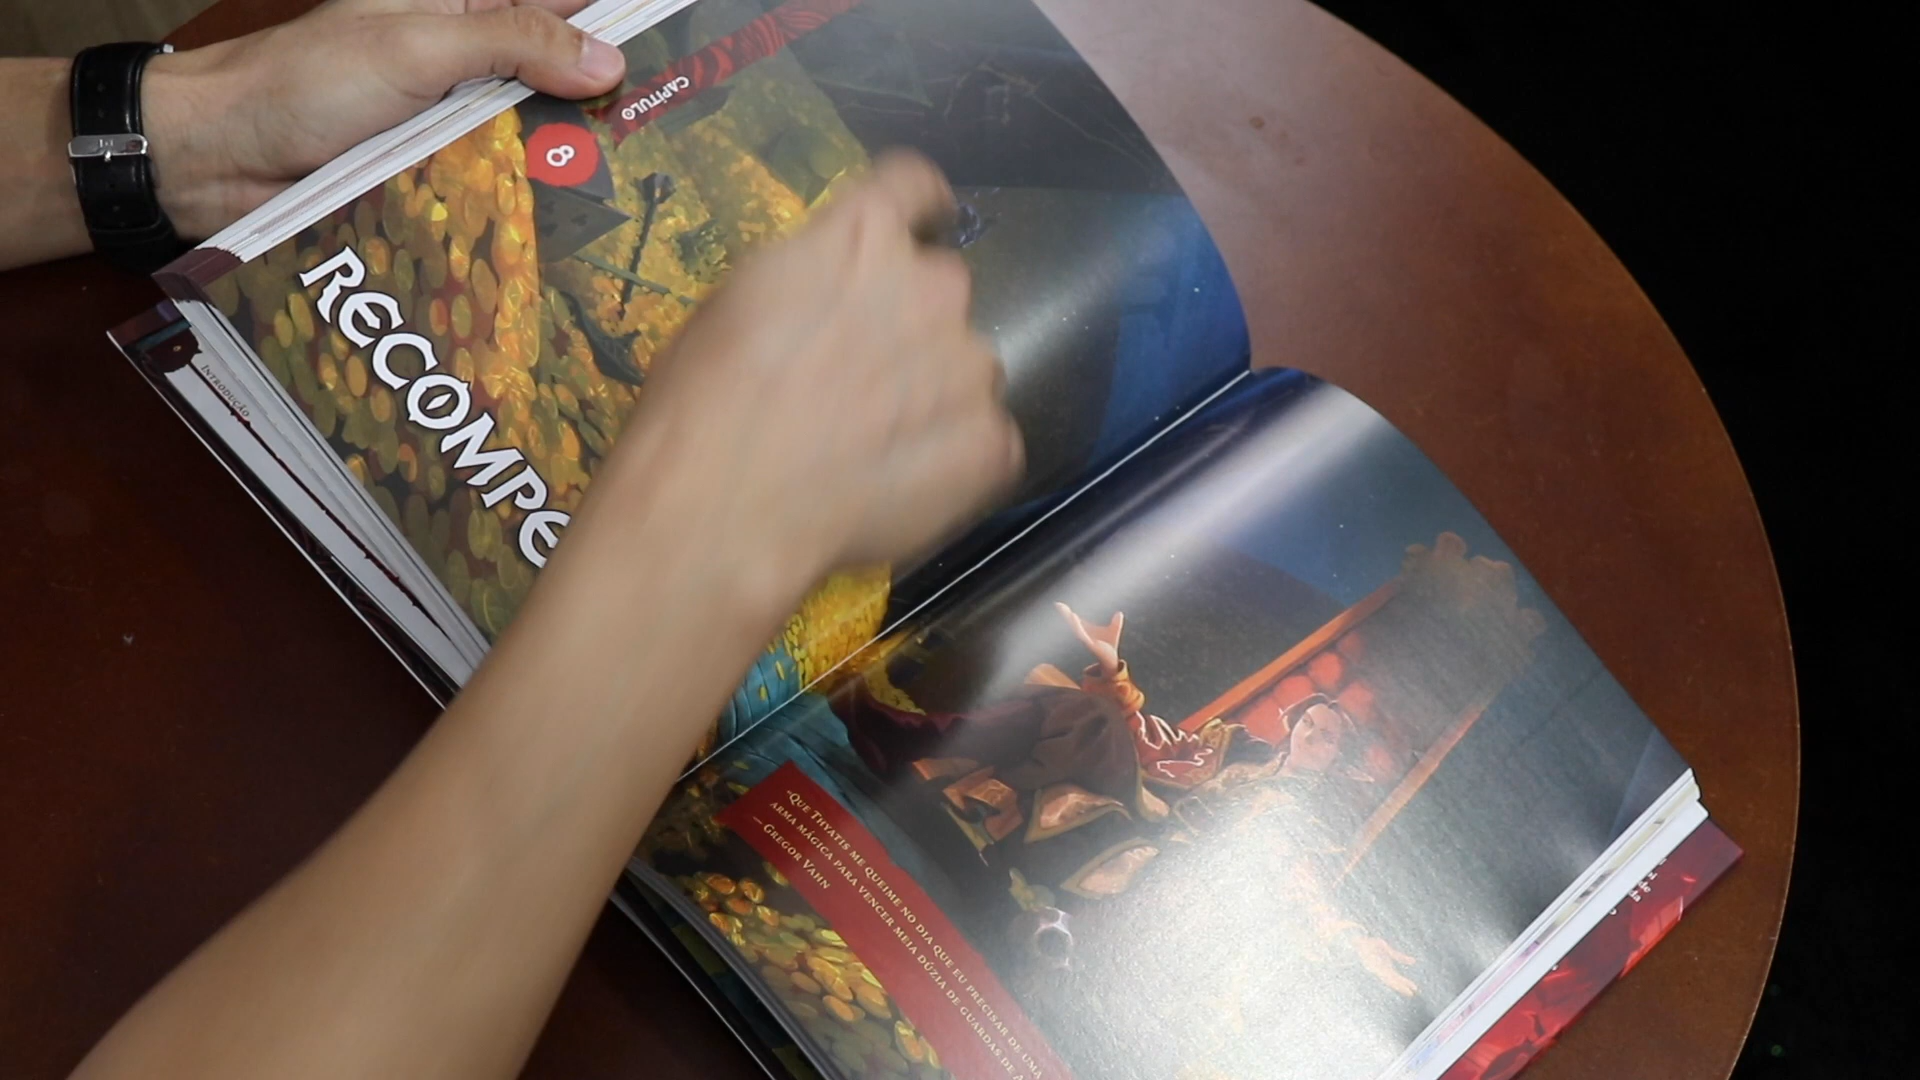 CAPÍTULO
8
RECOMPE
INTRODUÇÃO
"QUE THYATIS ME QUEIME NO DIA QUE EU PRECISAR DE UMA
ARMA MÁGICA PARA VENCER MEIA DÚZIA DE GUARDAS DE
— GREGOR VAHN